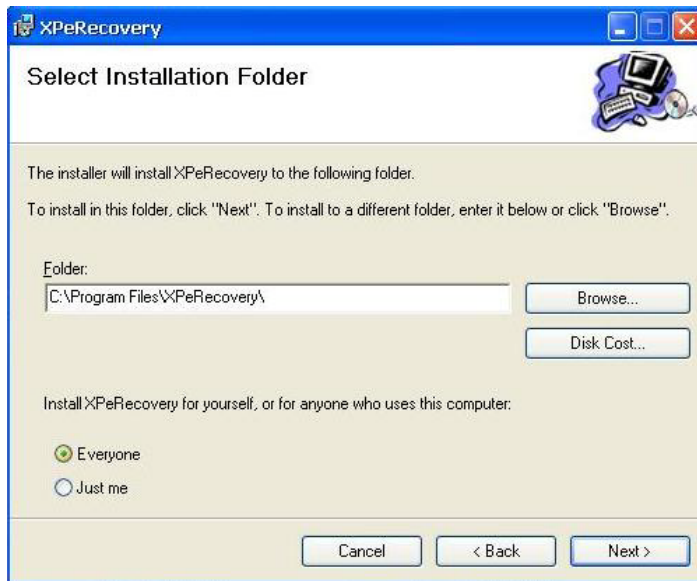 XPeRecovery
Select Installation Folder
The installer will install XPeRecovery to the following folder.
To install in this folder, click "Next". To install to a different folder, enter it below or click "Browse".
Folder:
C:\Program Files\XPeRecovery\
Browse...
Disk Cost...
Install XPeRecovery for yourself, or for anyone who uses this computer:
Everyone
Just me
Cancel
< Back
Next >